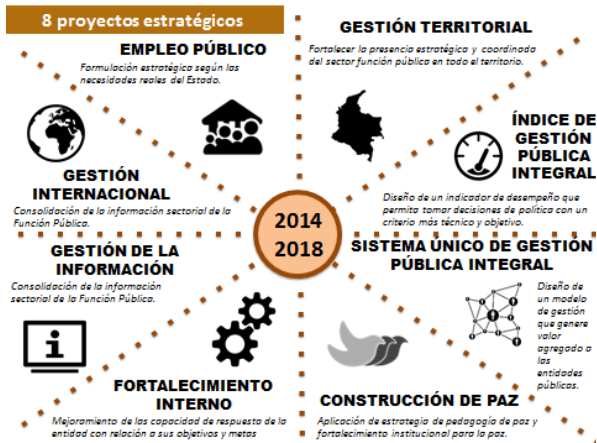 8 proyectos estratégicos
EMPLEO PÚBLICO
Formulación estratégica según las
necesidades reales del Estado.
GESTIÓN TERRITORIAL
Fortalecer la presencia estratégica y coordinada
del sector función pública en todo el territorio.
GESTIÓN
INTERNACIONAL
Consolidación de la información sectorial de la
Función Pública.
ÍNDICE DE
GESTIÓN
PÚBLICA
INTEGRAL
Diseño de un indicador de desempeño que
permita tomar decisiones de política con un
criterio más técnico y objetivo.
2014
2018
GESTIÓN DE LA
INFORMACIÓN
Consolidación de la información
sectorial de la Función Pública.
i
SISTEMA ÚNICO DE GESTIÓN
PÚBLICA INTEGRAL
Diseño de
un modelo
de gestión
que genere
valor
agregado a
las
entidades
públicas.
FORTALECIMIENTO
INTERNO
Mejoramiento de las capacidad de respuesta de la
entidad con relación a sus objetivos y metas
CONSTRUCCIÓN DE PAZ
Aplicación de estrategia de pedagogía de paz y
fortalecimiento institucional para la paz.